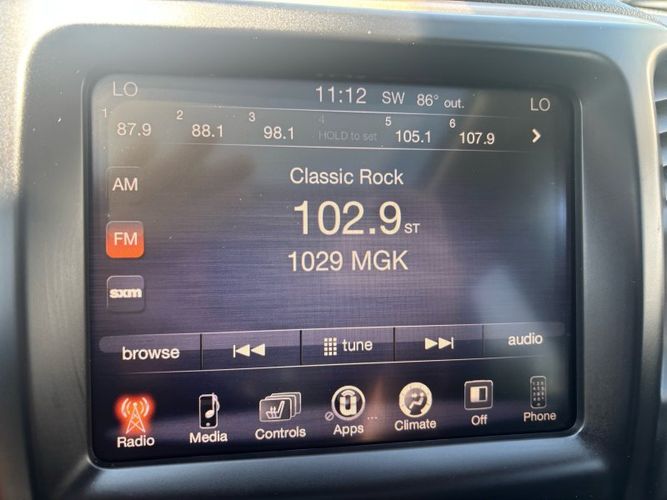 LO 11:12 SW 86° out. LO
1 87.9 2 88.1 3 98.1 4 HOLD to set 5 105.1 6 107.9
AM
Classic Rock
FM
102.9 ST
1029 MGK
sxm
browse tune audio
Radio Media Controls Apps Climate Off Phone